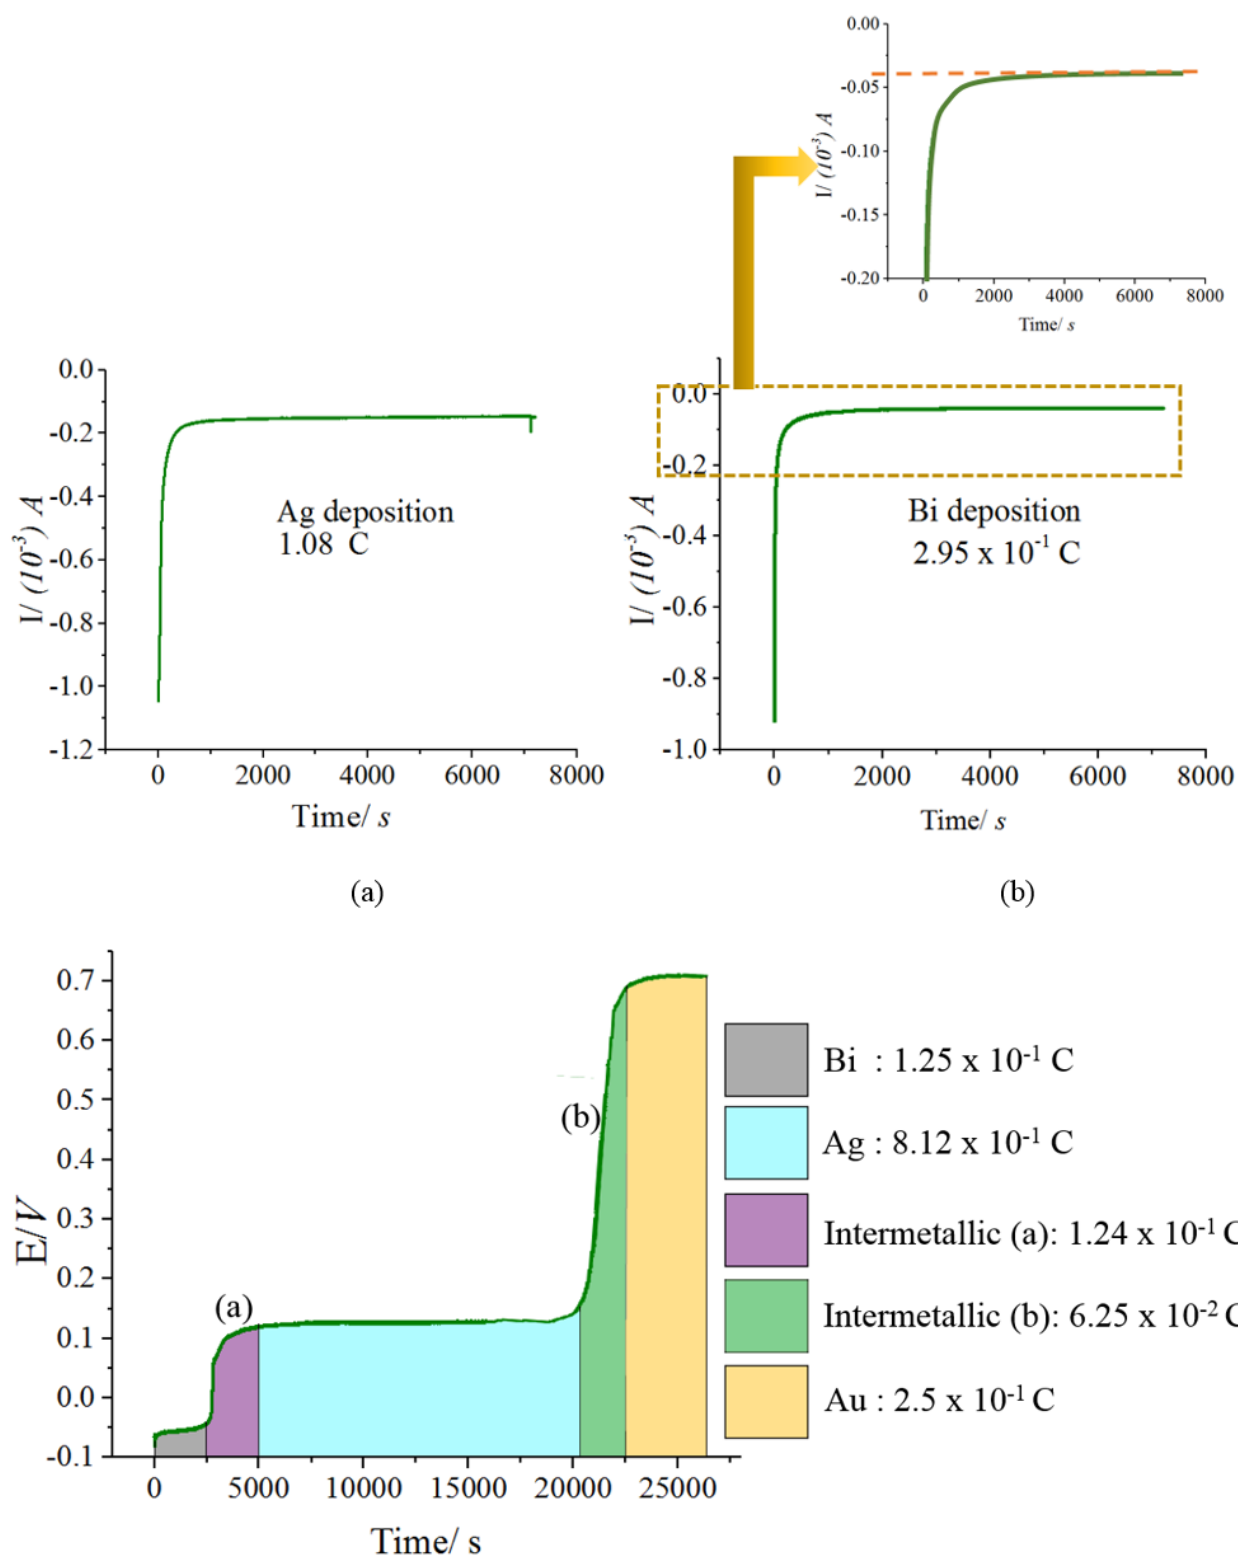 0.00
-0.05
-0.10
-0.15
-0.20
I/ (10⁻³) A
0 2000 4000 6000 8000
Time/ s
0.0
-0.2
-0.4
-0.6
-0.8
-1.0
-1.2
I/ (10⁻³) A
Ag deposition
1.08 C
0 2000 4000 6000 8000
Time/ s
(a)
0.0
-0.2
-0.4
-0.6
-0.8
-1.0
I/ (10⁻³) A
Bi deposition
2.95 x 10⁻¹ C
0 2000 4000 6000 8000
Time/ s
(b)
0.7
0.6
0.5
0.4
0.3
0.2
0.1
0.0
-0.1
E/V
(a)
(b)
0 5000 10000 15000 20000 25000
Time/ s
Bi : 1.25 x 10⁻¹ C
Ag : 8.12 x 10⁻¹ C
Intermetallic (a): 1.24 x 10⁻¹ C
Intermetallic (b): 6.25 x 10⁻² C
Au : 2.5 x 10⁻¹ C